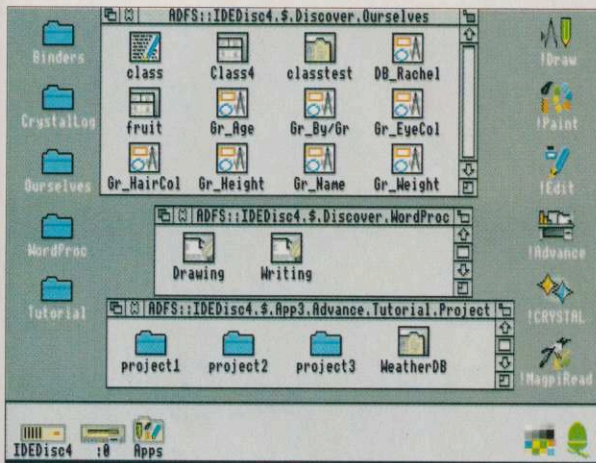 ADFS::IDEDisc4.$.Discover.Ourselves
Binders
!Draw
class Class4 classtest DB_Rachel
CrystalLog
!Paint
fruit Gr_Age Gr_By/Gr Gr_EyeCol
Ourselves
!Edit
Gr_HairCol Gr_Height Gr_Name Gr_Weight
ADFS::IDEDisc4.$.Discover.WordProc
WordProc
!Advance
Drawing Writing
Tutorial
ADFS::IDEDisc4.$.App3.Advance.Tutorial.Project
!CRYSTAL
project1 project2 project3 WeatherDB
!MagpiRead
IDEDisc4 :0 Apps